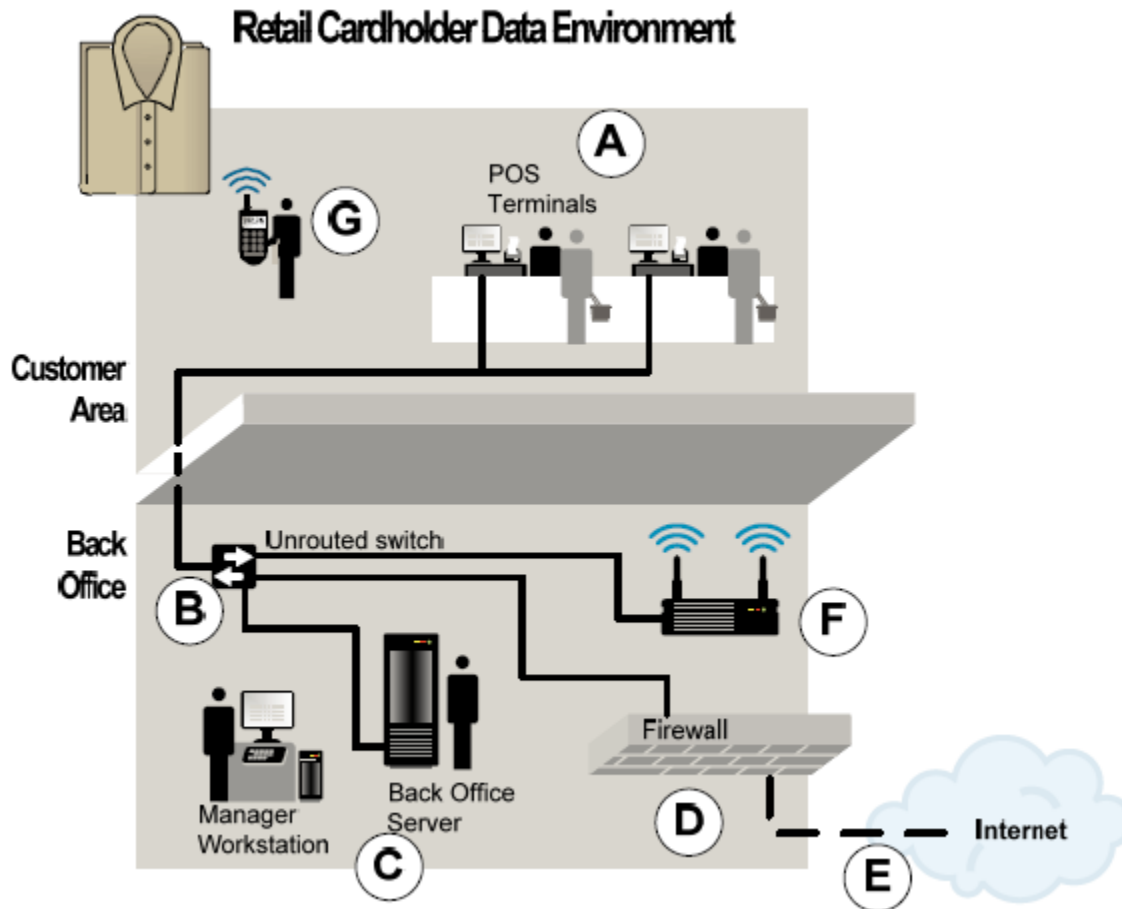 Retail Cardholder Data Environment
A
POS
Terminals
G
Customer
Area
Back
Office
Unrouted switch
B
F
Firewall
Manager
Workstation
Back Office
Server
C
D
Internet
E